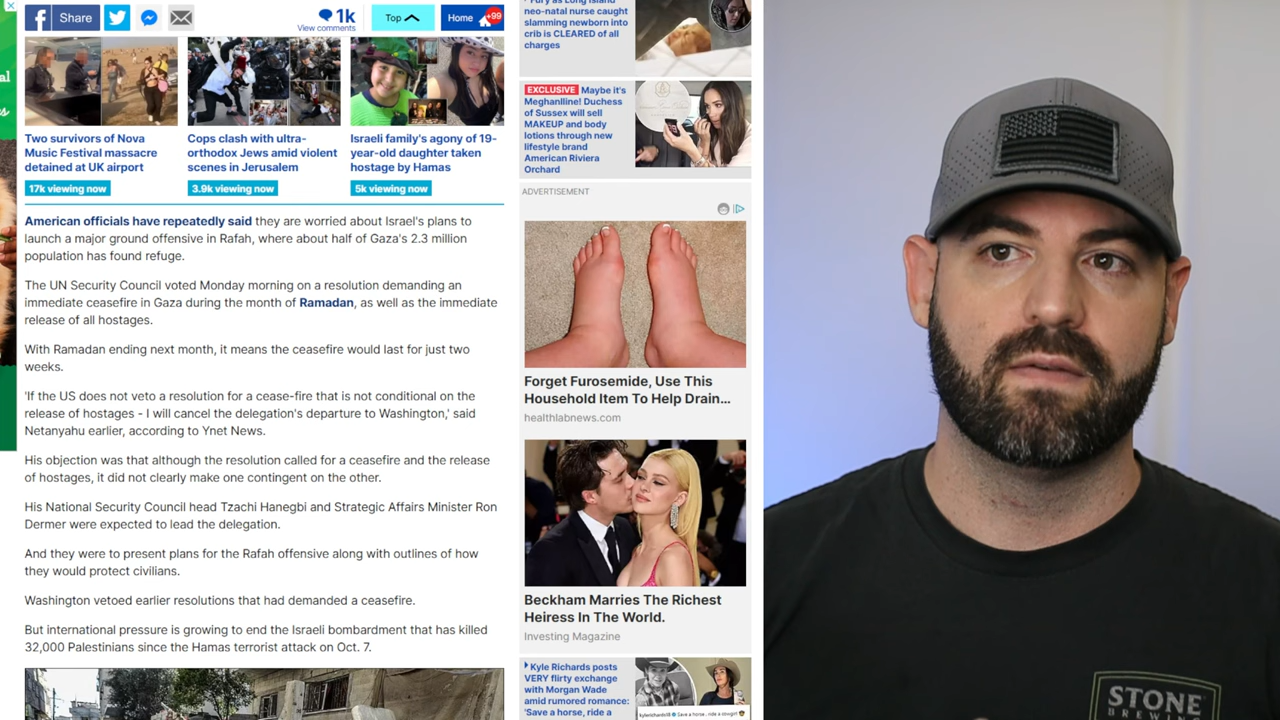 Share
1k
View comments
Top
Home
+99
al
s
Two survivors of Nova
Music Festival massacre
detained at UK airport
17k viewing now
Cops clash with ultra-
orthodox Jews amid violent
scenes in Jerusalem
3.9k viewing now
Israeli family's agony of 19-
year-old daughter taken
hostage by Hamas
5k viewing now
American officials have repeatedly said they are worried about Israel's plans to
launch a major ground offensive in Rafah, where about half of Gaza's 2.3 million
population has found refuge.
The UN Security Council voted Monday morning on a resolution demanding an
immediate ceasefire in Gaza during the month of Ramadan, as well as the immediate
release of all hostages.
With Ramadan ending next month, it means the ceasefire would last for just two
weeks.
'If the US does not veto a resolution for a cease-fire that is not conditional on the
release of hostages - I will cancel the delegation's departure to Washington,' said
Netanyahu earlier, according to Ynet News.
His objection was that although the resolution called for a ceasefire and the release
of hostages, it did not clearly make one contingent on the other.
His National Security Council head Tzachi Hanegbi and Strategic Affairs Minister Ron
Dermer were expected to lead the delegation.
And they were to present plans for the Rafah offensive along with outlines of how
they would protect civilians.
Washington vetoed earlier resolutions that had demanded a ceasefire.
But international pressure is growing to end the Israeli bombardment that has killed
32,000 Palestinians since the Hamas terrorist attack on Oct. 7.
Fury as Long Island
neo-natal nurse caught
slamming newborn into
crib is CLEARED of all
charges
EXCLUSIVE Maybe it's
Meghanlline! Duchess
of Sussex will sell
MAKEUP and body
lotions through new
lifestyle brand
American Riviera
Orchard
ADVERTISEMENT
Forget Furosemide, Use This
Household Item To Help Drain...
healthlabnews.com
Beckham Marries The Richest
Heiress In The World.
Investing Magazine
Kyle Richards posts
VERY flirty exchange
with Morgan Wade
amid rumored romance:
'Save a horse, ride a
kylerichards18 Save a horse , ride a cowgirl
STONE